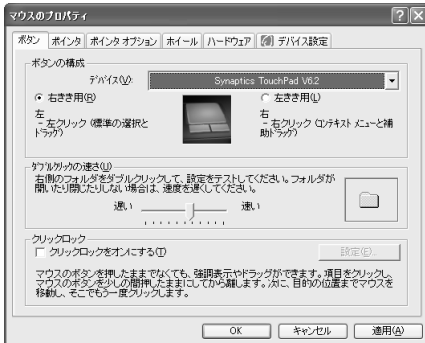 マウスのプロパティ
ボタン ポインタ ポインタ オプション ホイール ハードウェア デバイス設定
ボタンの構成
デバイス(V): Synaptics TouchPad V6.2
右きき用(R) 左きき用(L)
左 右
- 左クリック (標準の選択と - 右クリック (コンテキスト メニューと補
ドラッグ) 助ドラッグ)
ダブルクリックの速さ(U)
右側のフォルダをダブルクリックして、設定をテストしてください。フォルダが
開いたり閉じたりしない場合は、速度を遅くしてください。
遅い 速い
クリックロック
クリックロックをオンにする(T) 設定(E)...
マウスのボタンを押したままでなくても、強調表示やドラッグができます。項目をクリックし、
マウスのボタンを少しの間押したままにしてから離します。次に、目的の位置までマウスを
移動し、そこでもう一度クリックします。
OK キャンセル 適用(A)